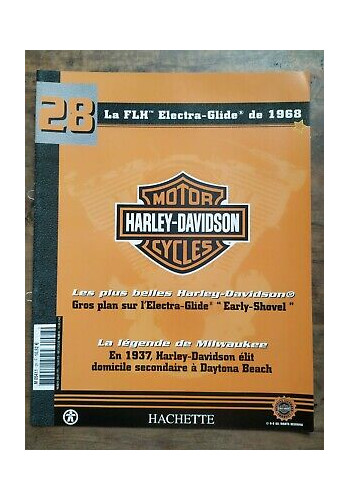 28
La FLH™ Electra-Glide® de 1968
MOTOR
HARLEY-DAVIDSON
CYCLES
Les plus belles Harley-Davidson®
Gros plan sur l'Electra-Glide® " Early-Shovel "
La légende de Milwaukee
En 1937, Harley-Davidson élit
domicile secondaire à Daytona Beach
HACHETTE